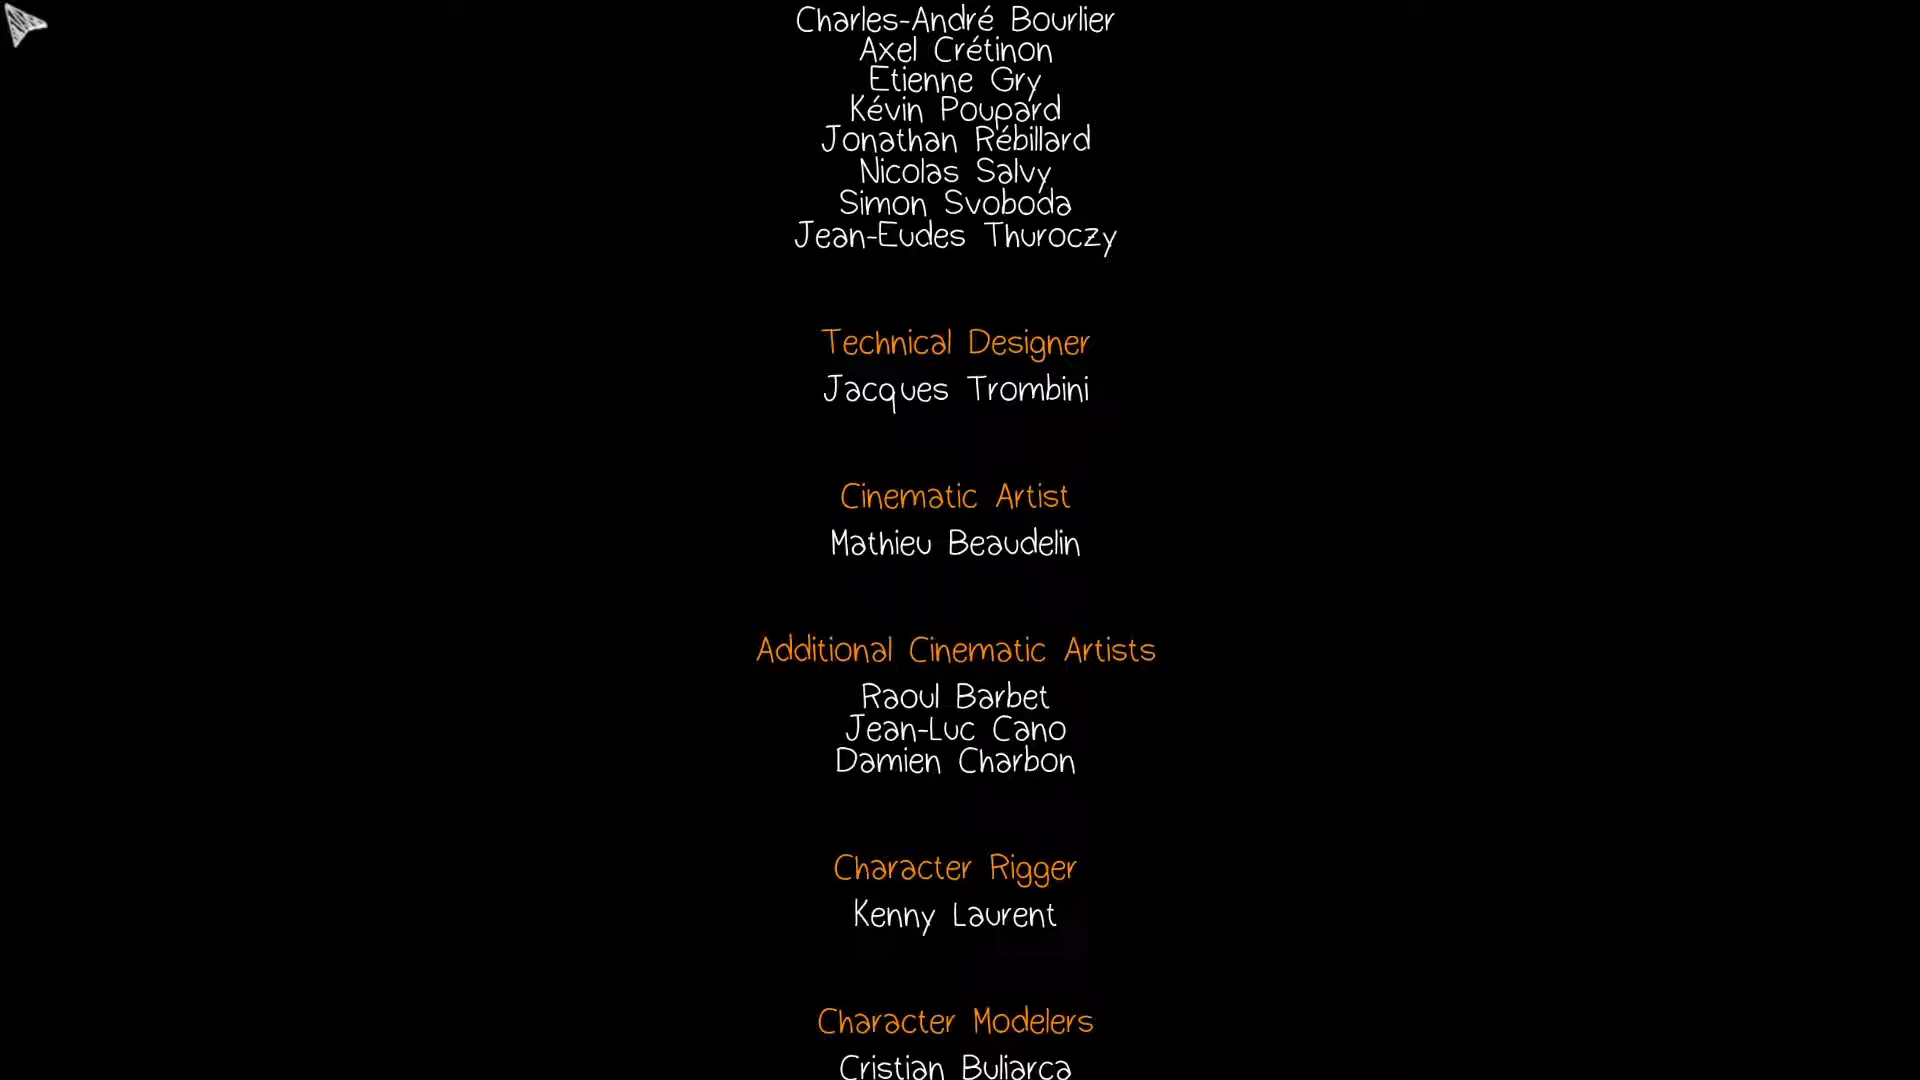 Charles-André Bourlier
Axel Crétinon
Etienne Gry
Kévin Poupard
Jonathan Rébillard
Nicolas Salvy
Simon Svoboda
Jean-Eudes Thuroczy
Technical Designer
Jacques Trombini
Cinematic Artist
Mathieu Beaudelin
Additional Cinematic Artists
Raoul Barbet
Jean-Luc Cano
Damien Charbon
Character Rigger
Kenny Laurent
Character Modelers
Cristian Buliarca